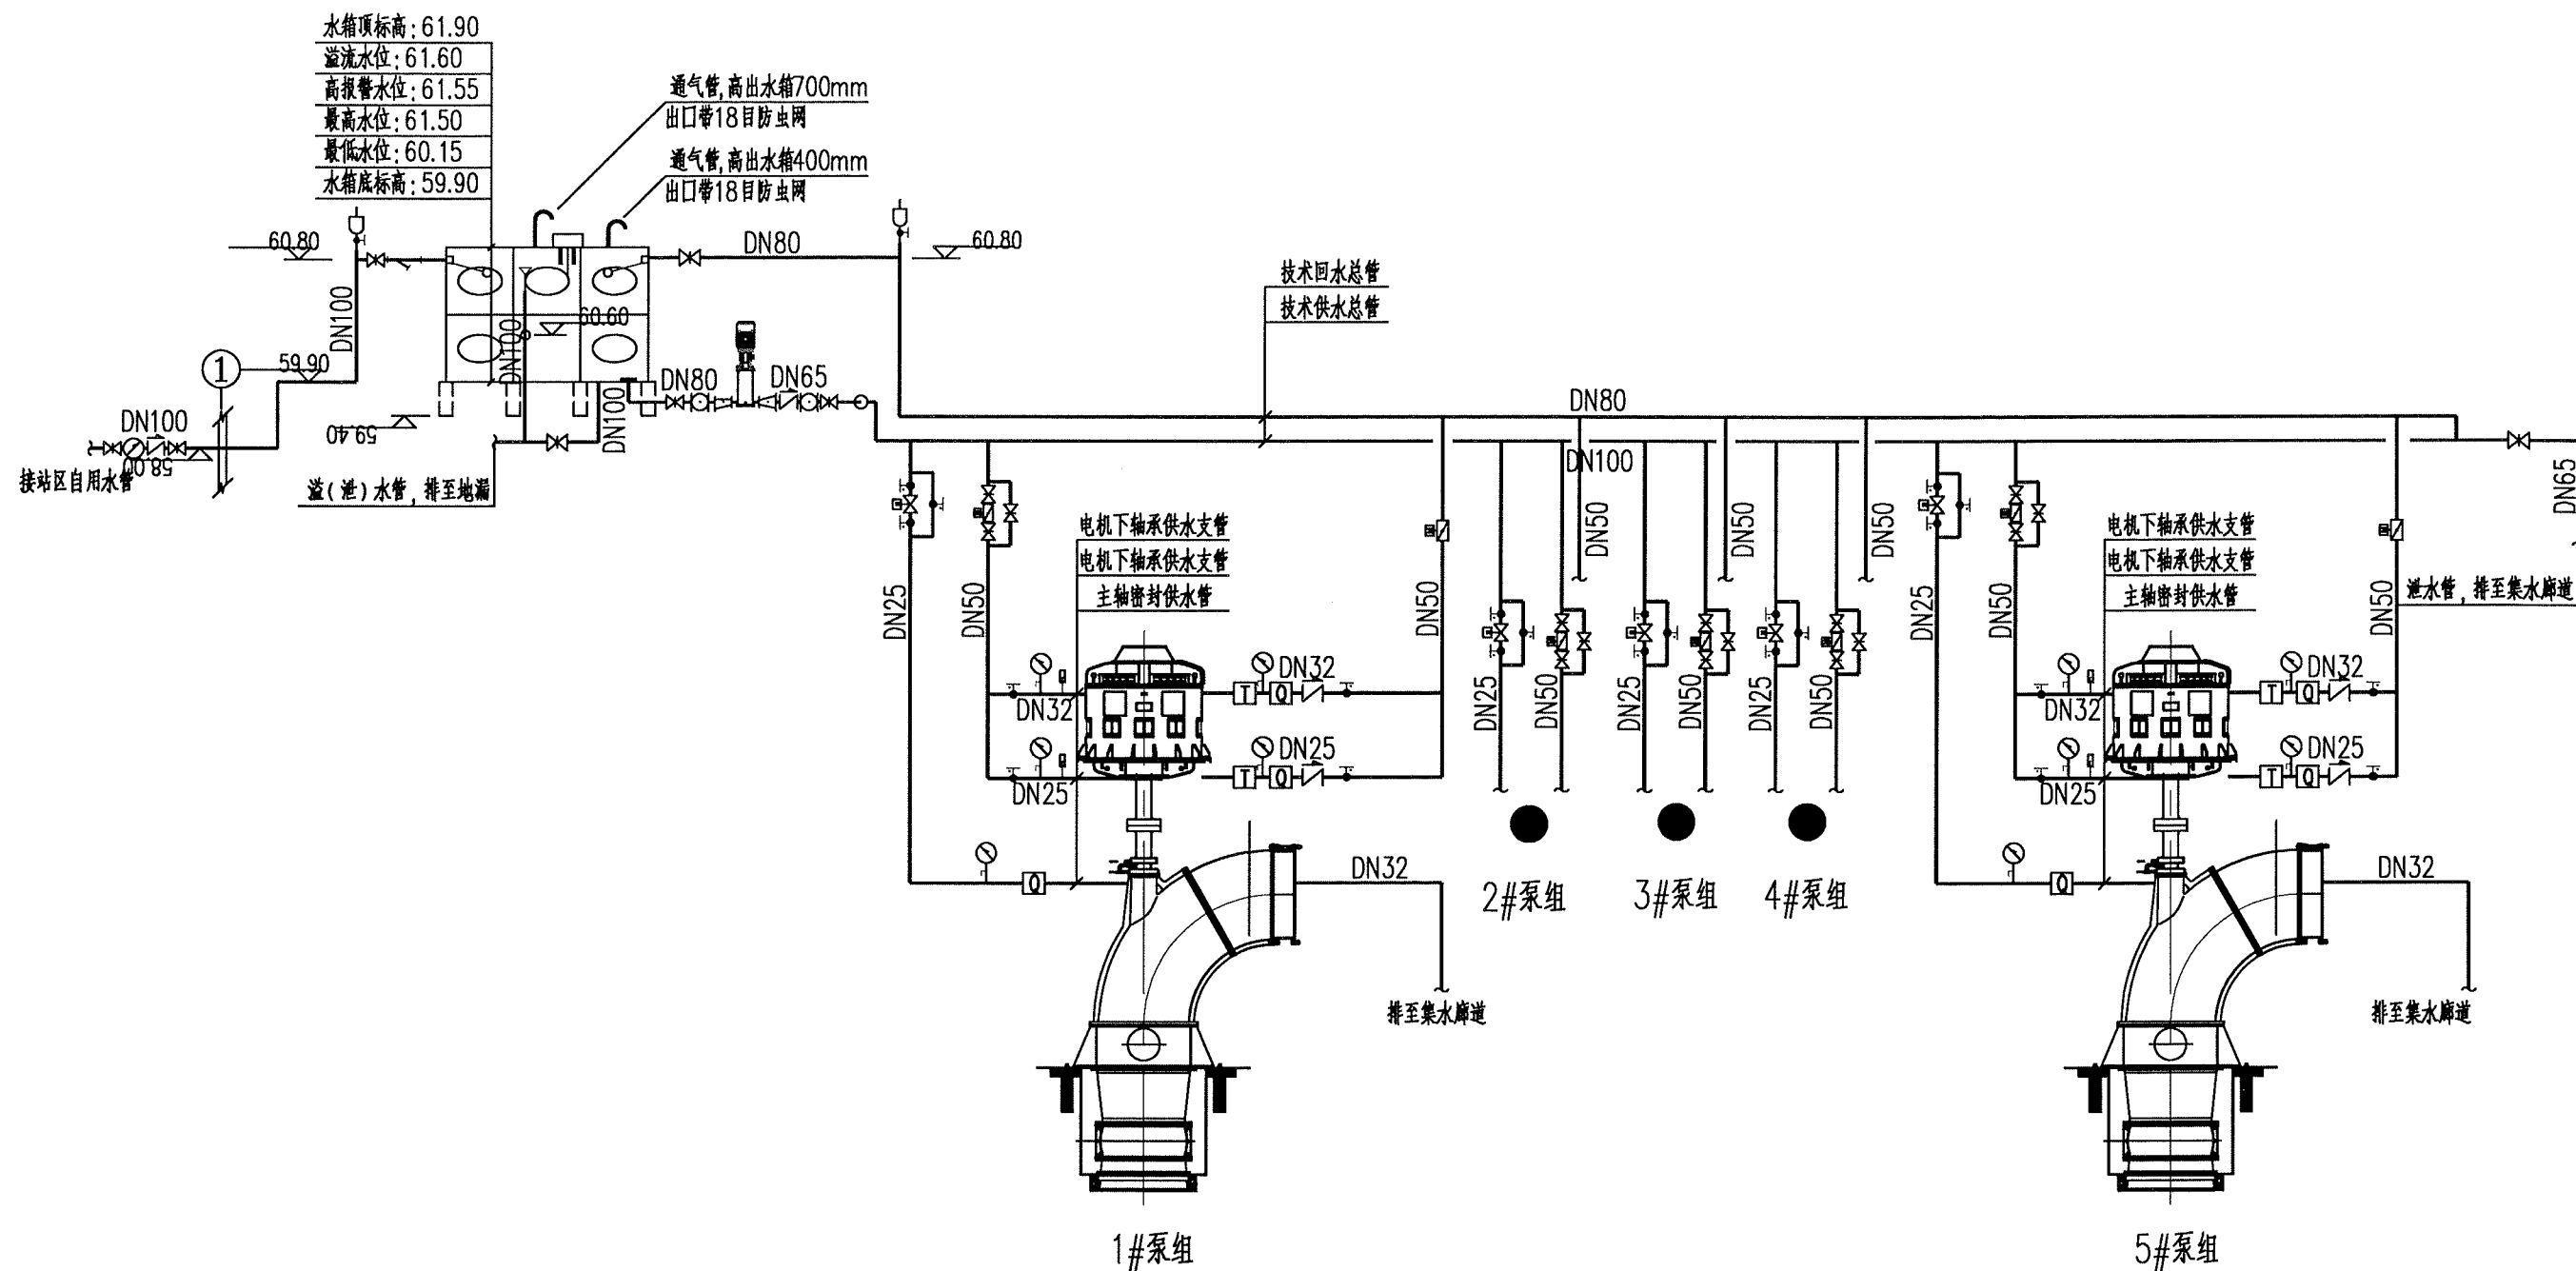 水箱顶标高:61.90
溢流水位:61.60
高报警水位:61.55
最高水位:61.50
最低水位:60.15
水箱底标高:59.90
通气管,高出水箱700mm
出口带18目防虫网
通气管,高出水箱400mm
出口带18目防虫网
60.80
DN80
60.80
技术回水总管
技术供水总管
DN100
60.60
DN100
1
59.90
DN80
DN65
DN100
59.40
DN100
58.00
接站区自用水管
溢(泄)水管,排至地漏
DN80
DN100
DN65
电机下轴承供水支管
电机下轴承供水支管
主轴密封供水管
DN25
DN50
DN50
DN32
DN32
DN25
DN25
T
Q
T
Q
Q
DN32
排至集水廊道
1#泵组
DN50
DN50
DN50
DN25
DN50
DN25
DN50
DN25
DN50
2#泵组
3#泵组
4#泵组
电机下轴承供水支管
电机下轴承供水支管
主轴密封供水管
DN25
DN50
DN50
泄水管,排至集水廊道
DN32
DN32
DN25
DN25
T
Q
T
Q
Q
DN32
排至集水廊道
5#泵组